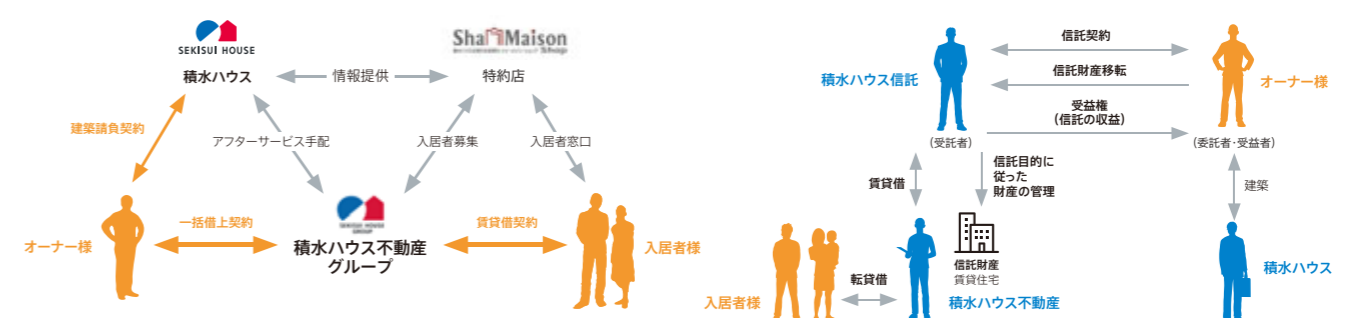 SEKISUI HOUSE
積水ハウス
情報提供
Sha Maison
Shop
特約店
建築請負契約
アフターサービス手配
入居者募集
入居者窓口
オーナー様
一括借上契約
SEKISUI HOUSE
GROUP
積水ハウス不動産
グループ
賃貸借契約
入居者様
積水ハウス信託
(受託者)
信託契約
信託財産移転
受益権
(信託の収益)
オーナー様
(委託者・受益者)
賃貸借
信託目的に
従った
財産の管理
建築
信託財産
賃貸住宅
入居者様
転貸借
積水ハウス不動産
積水ハウス